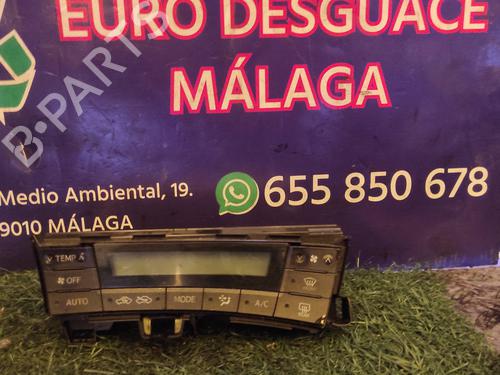 EURO DESGUACE
MÁLAGA
B-PARTS
Medio Ambiental, 19.
9010 MÁLAGA
655 850 678
TEMP
OFF
AUTO
MODE
A/C